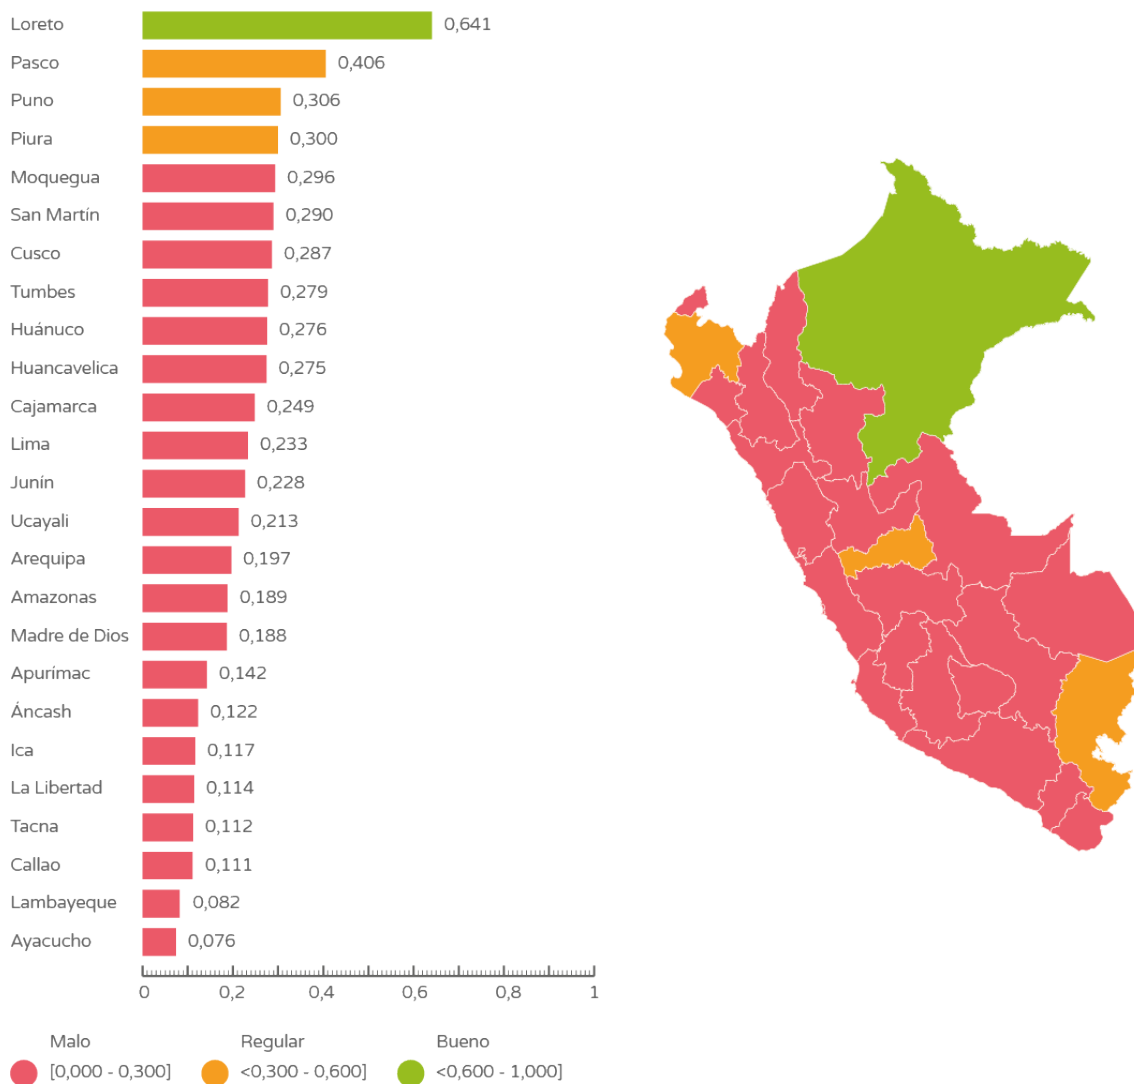 Loreto 0,641
Pasco 0,406
Puno 0,306
Piura 0,300
Moquegua 0,296
San Martín 0,290
Cusco 0,287
Tumbes 0,279
Huánuco 0,276
Huancavelica 0,275
Cajamarca 0,249
Lima 0,233
Junín 0,228
Ucayali 0,213
Arequipa 0,197
Amazonas 0,189
Madre de Dios 0,188
Apurímac 0,142
Áncash 0,122
Ica 0,117
La Libertad 0,114
Tacna 0,112
Callao 0,111
Lambayeque 0,082
Ayacucho 0,076
0 0,2 0,4 0,6 0,8 1
Malo Regular Bueno
[0,000 - 0,300] <0,300 - 0,600] <0,600 - 1,000]